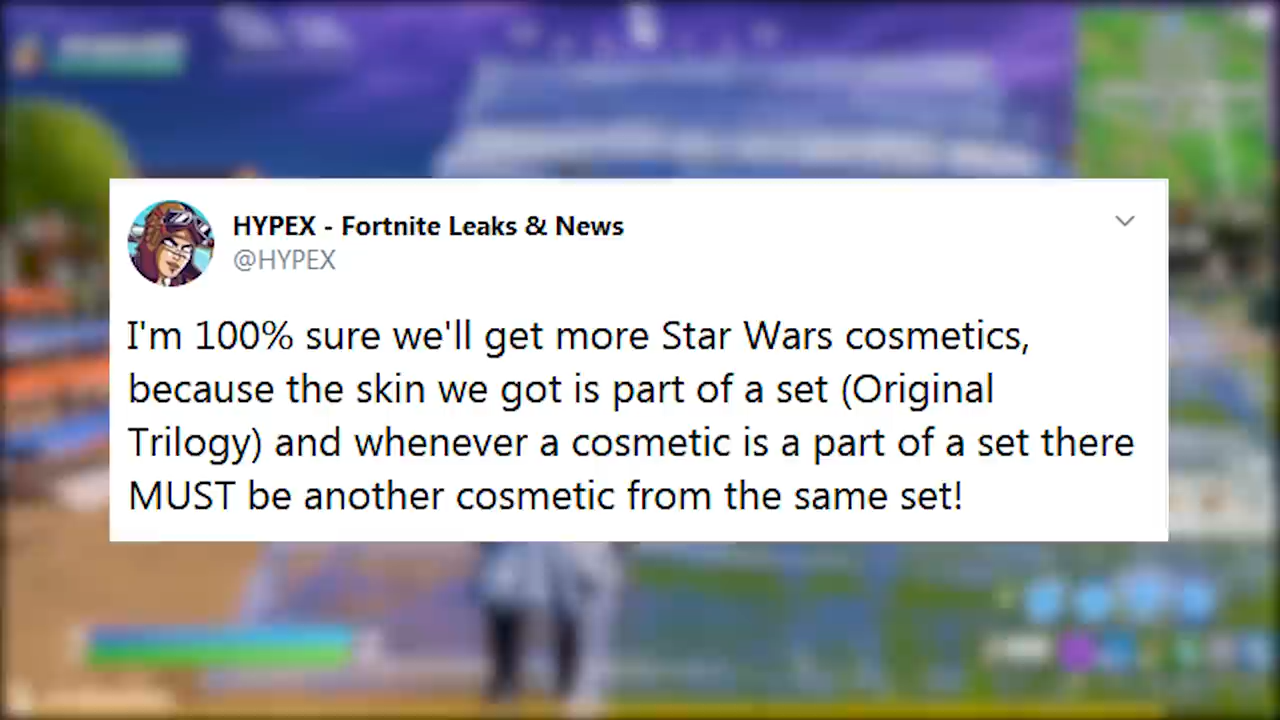 HYPEX - Fortnite Leaks & News
@HYPEX
I'm 100% sure we'll get more Star Wars cosmetics,
because the skin we got is part of a set (Original
Trilogy) and whenever a cosmetic is a part of a set there
MUST be another cosmetic from the same set!